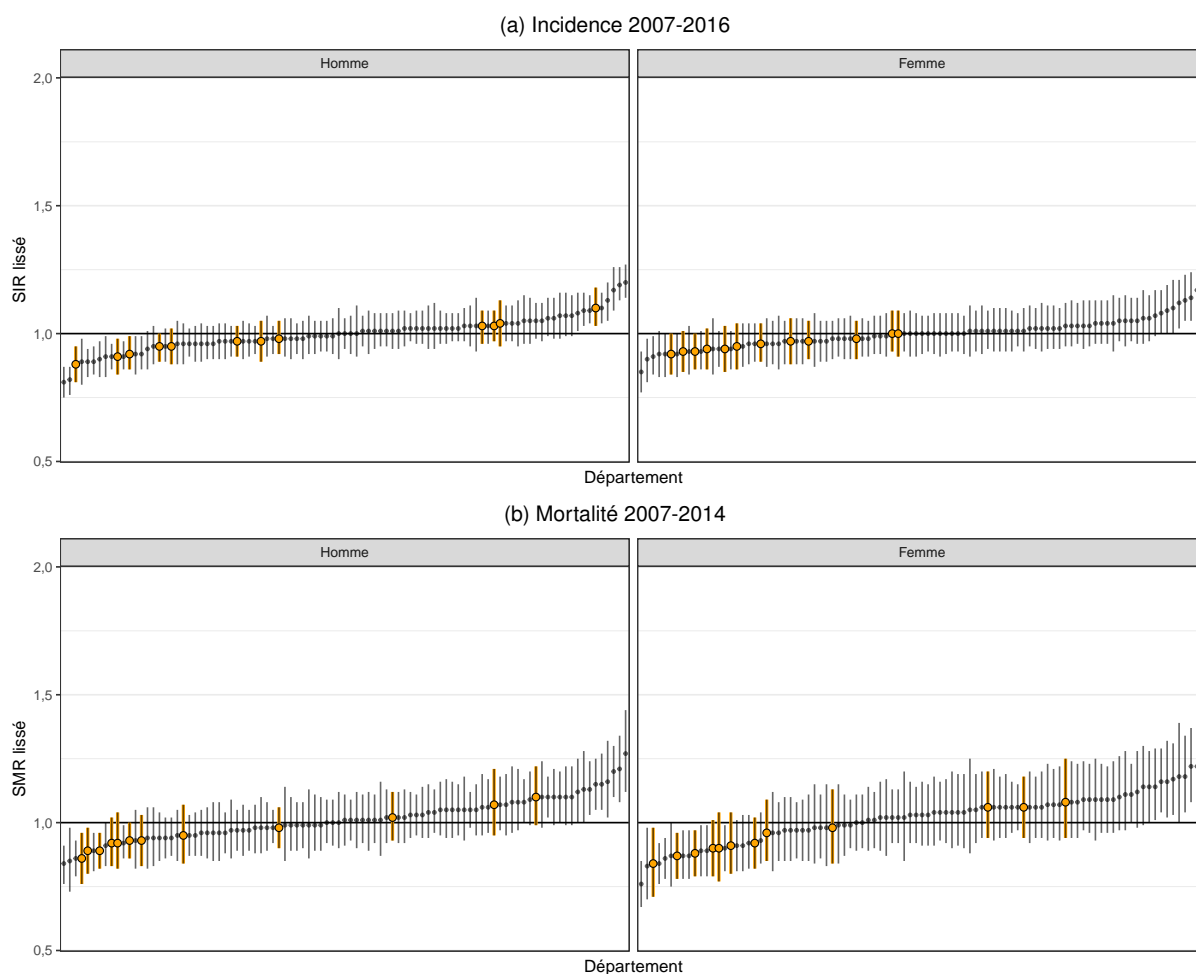 (a) Incidence 2007-2016
Homme
Femme
2,0
1,5
1,0
0,5
SIR lissé
Département
(b) Mortalité 2007-2014
Homme
Femme
2,0
1,5
1,0
0,5
SMR lissé
Département